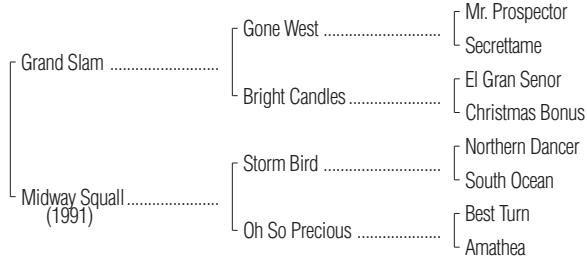 Mr. Prospector
Gone West
Secrettame
Grand Slam
El Gran Senor
Bright Candles
Christmas Bonus
Northern Dancer
Storm Bird
South Ocean
Midway Squall
(1991)
Best Turn
Oh So Precious
Amathea